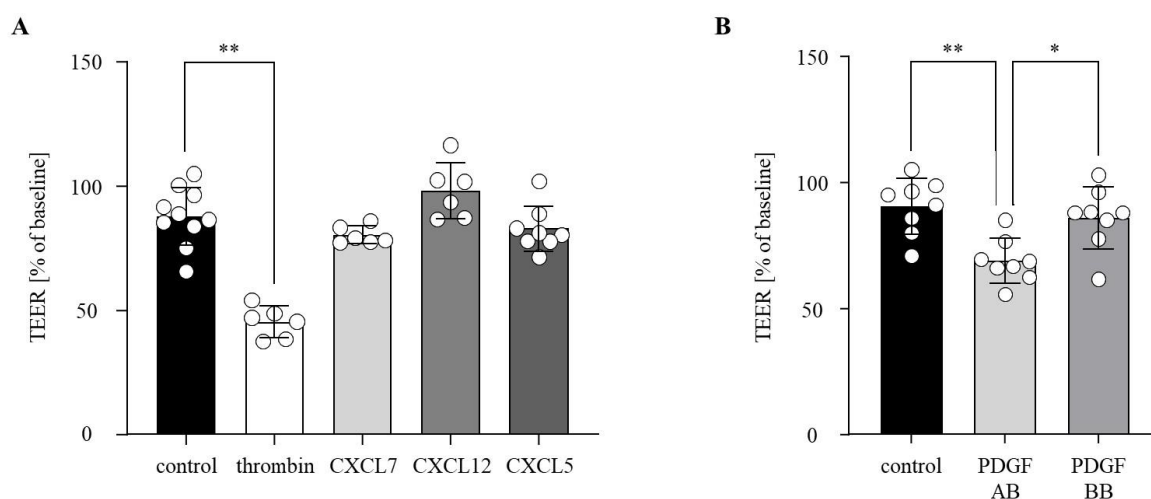 A
**
150
100
50
0
TEER [% of baseline]
control thrombin CXCL7 CXCL12 CXCL5
B
** *
150
100
50
0
TEER [% of baseline]
control PDGF PDGF
AB BB